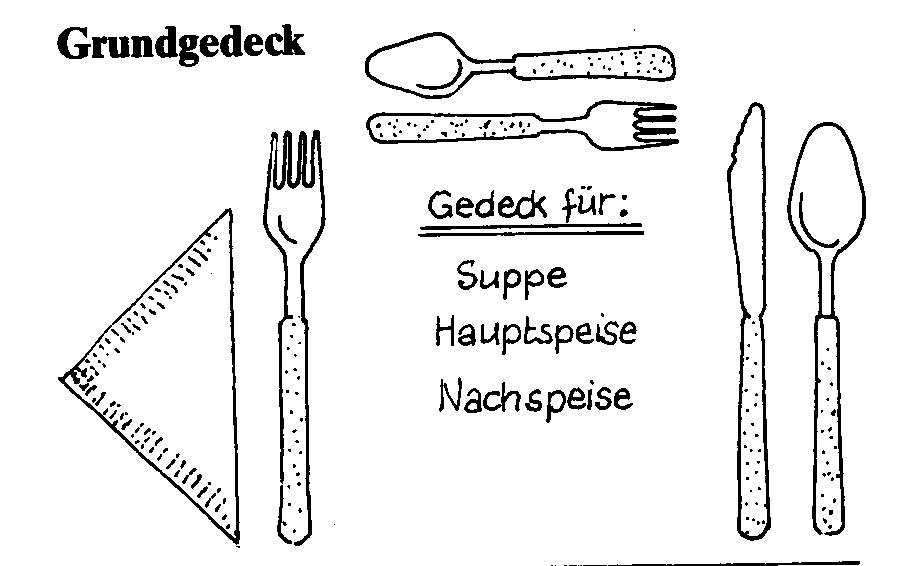 Grundgedeck
Gedeck für:
Suppe
Hauptspeise
Nachspeise